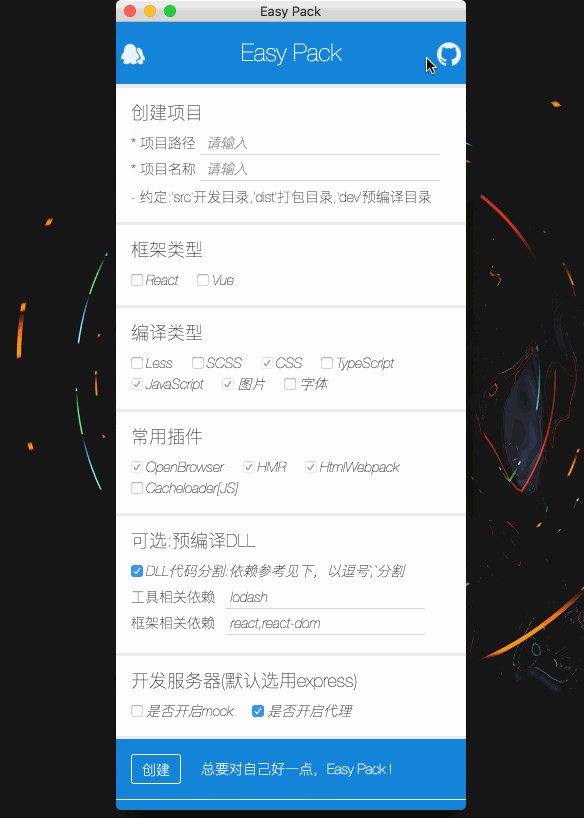 Easy Pack
Easy Pack
创建项目
* 项目路径 请输入
* 项目名称 请输入
- 约定:'src'开发目录,'dist'打包目录,'dev'预编译目录
框架类型
React Vue
编译类型
Less SCSS CSS TypeScript
JavaScript 图片 字体
常用插件
OpenBrowser HMR HtmlWebpack
Cacheloader[JS]
可选:预编译DLL
DLL代码分割:依赖参考见下，以逗号','分割
工具相关依赖 lodash
框架相关依赖 react,react-dom
开发服务器(默认选用express)
是否开启mock 是否开启代理
创建 总要对自己好一点，Easy Pack !